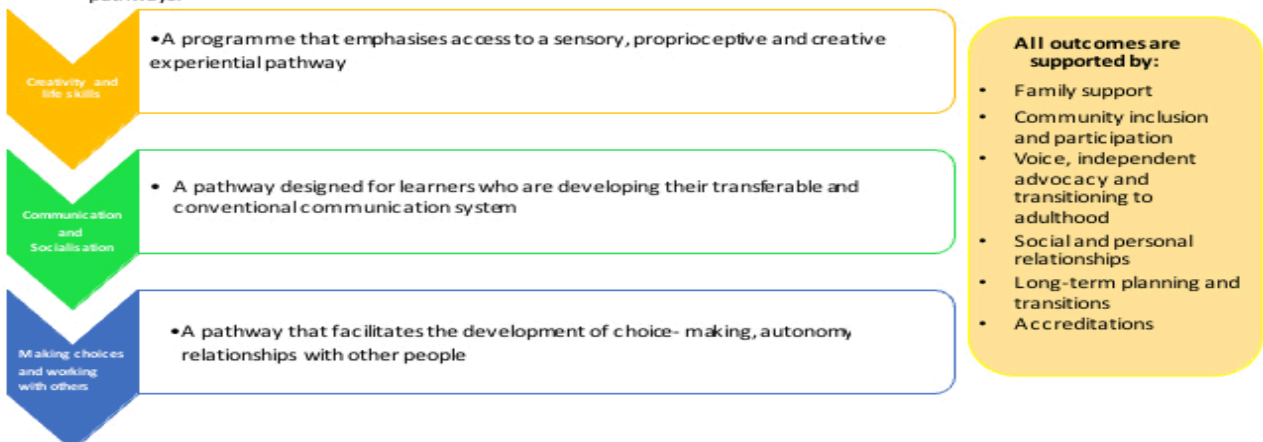 pathways.
Creativity and
life skills
•A programme that emphasises access to a sensory, proprioceptive and creative
experiential pathway
Communication
and
Socialisation
• A pathway designed for learners who are developing their transferable and
conventional communication system
Making choices
and working
with others
•A pathway that facilitates the development of choice- making, autonomy
relationships with other people
All outcomes are
supported by:
• Family support
• Community inclusion
and participation
• Voice, independent
advocacy and
transitioning to
adulthood
• Social and personal
relationships
• Long-term planning and
transitions
• Accreditations